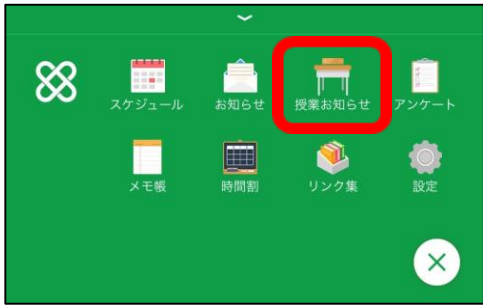 スケジュール
お知らせ
授業お知らせ
アンケート
メモ帳
時間割
リンク集
設定